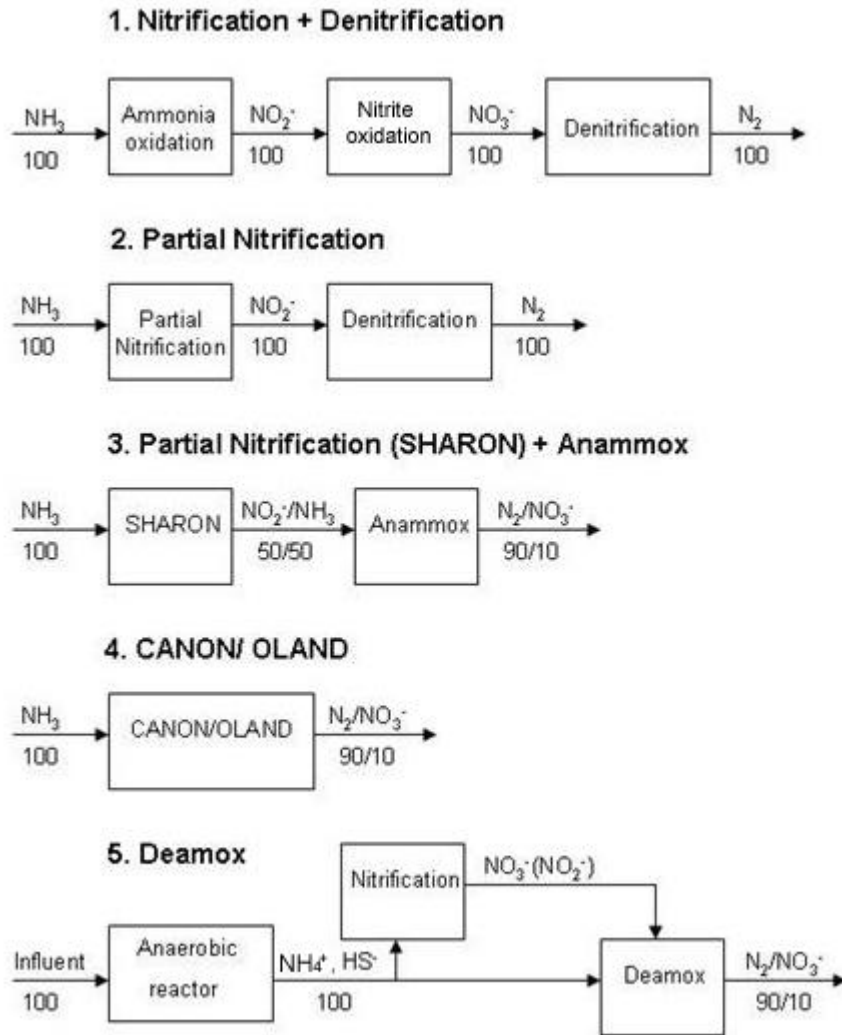 1. Nitrification + Denitrification
NH₃
100
Ammonia
oxidation
NO₂⁻
100
Nitrite
oxidation
NO₃⁻
100
Denitrification
N₂
100
2. Partial Nitrification
NH₃
100
Partial
Nitrification
NO₂⁻
100
Denitrification
N₂
100
3. Partial Nitrification (SHARON) + Anammox
NH₃
100
SHARON
NO₂⁻/NH₃
50/50
Anammox
N₂/NO₃⁻
90/10
4. CANON/ OLAND
NH₃
100
CANON/OLAND
N₂/NO₃⁻
90/10
5. Deamox
Influent
100
Anaerobic
reactor
NH₄⁺, HS⁻
100
Nitrification
NO₃⁻(NO₂⁻)
Deamox
N₂/NO₃⁻
90/10